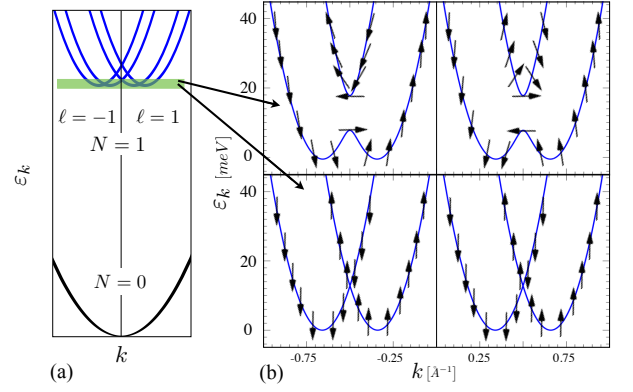 (a)
ℓ = −1 ℓ = 1
N = 1
N = 0
ε_k
k
(b)
40
20
0
40
20
0
ε_k [meV]
-0.75 -0.25 0.25 0.75
k [Å⁻¹]